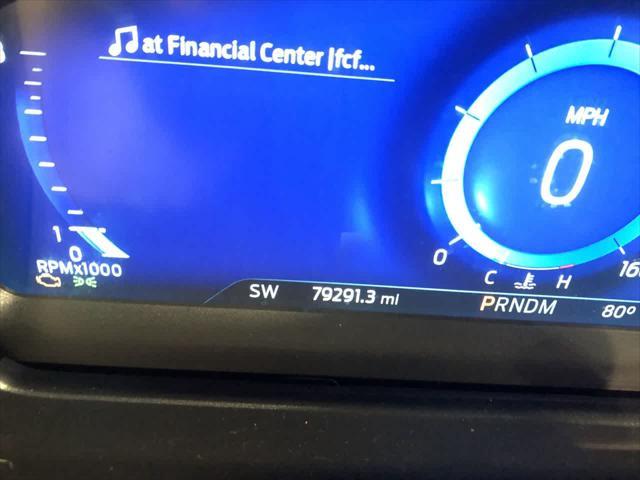 at Financial Center |fcf...
MPH
0
1
0
RPMx1000
0
C H
SW 79291.3 mi
PRNDM
80°